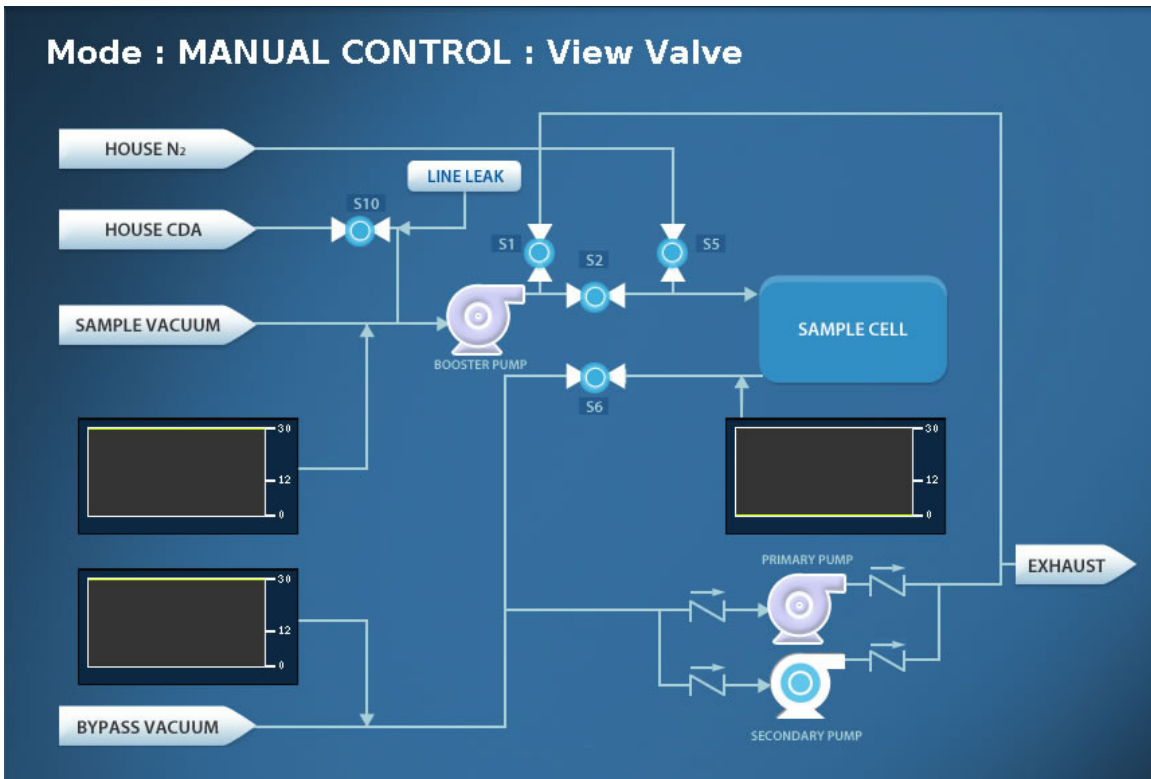 Mode : MANUAL CONTROL : View Valve
HOUSE N₂
LINE LEAK
S10
HOUSE CDA
S1
S2
S5
SAMPLE VACUUM
SAMPLE CELL
BOOSTER PUMP
S6
30
12
0
30
12
0
PRIMARY PUMP
EXHAUST
30
12
0
BYPASS VACUUM
SECONDARY PUMP